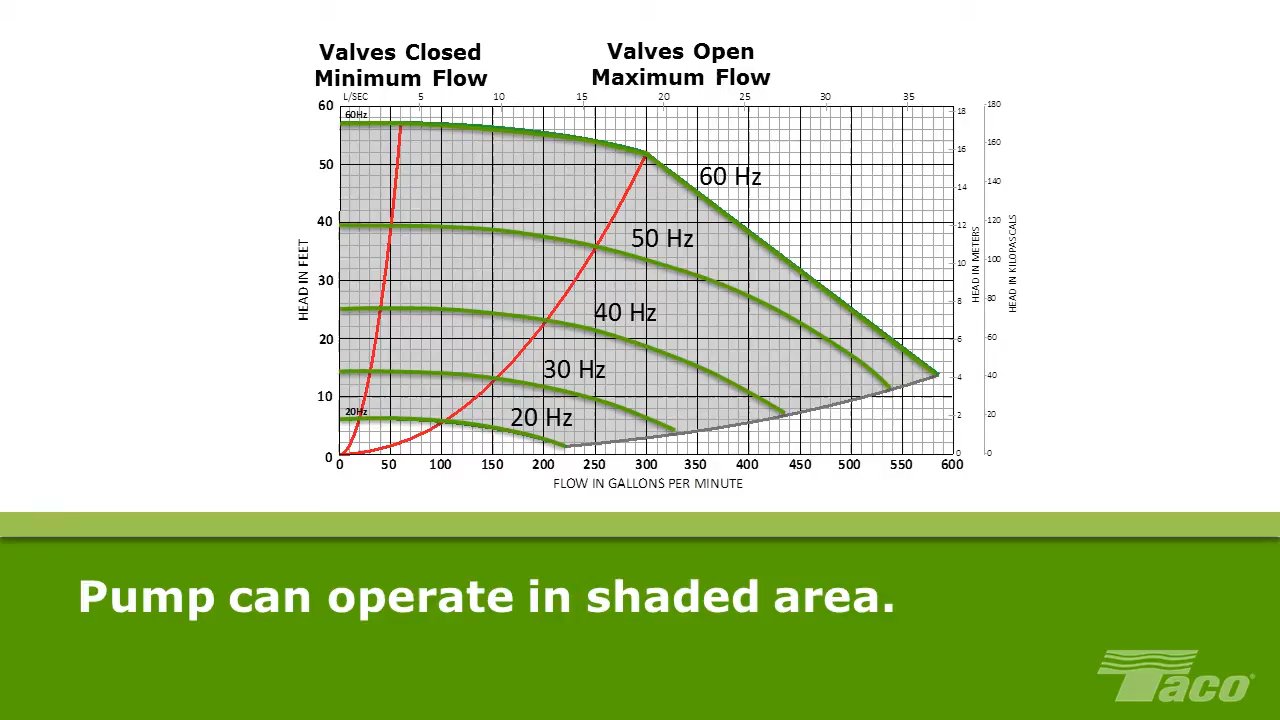 Valves Closed
Minimum Flow
Valves Open
Maximum Flow
L/SEC 5 10 15 20 25 30 35
60
50
40
30
20
10
0
HEAD IN FEET
60Hz
20Hz
60 Hz
50 Hz
40 Hz
30 Hz
20 Hz
18
16
14
12
10
8
6
4
2
0
HEAD IN METERS
180
160
140
120
100
80
60
40
20
0
HEAD IN KILOPASCALS
0 50 100 150 200 250 300 350 400 450 500 550 600
FLOW IN GALLONS PER MINUTE
Pump can operate in shaded area.
Taco®